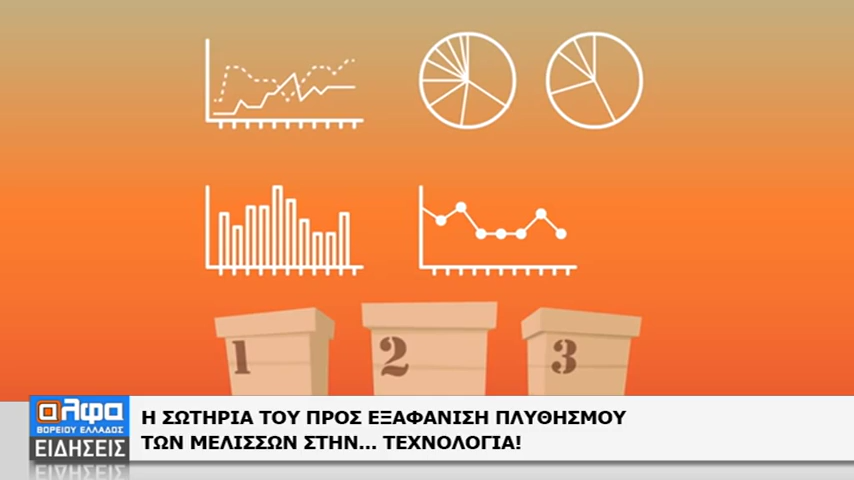 1
2
3
αλφα
ΒΟΡΕΙΟΥ ΕΛΛΑΔΟΣ
ΕΙΔΗΣΕΙΣ
Η ΣΩΤΗΡΙΑ ΤΟΥ ΠΡΟΣ ΕΞΑΦΑΝΙΣΗ ΠΛΥΘΗΣΜΟΥ
ΤΩΝ ΜΕΛΙΣΣΩΝ ΣΤΗΝ... ΤΕΧΝΟΛΟΓΙΑ!